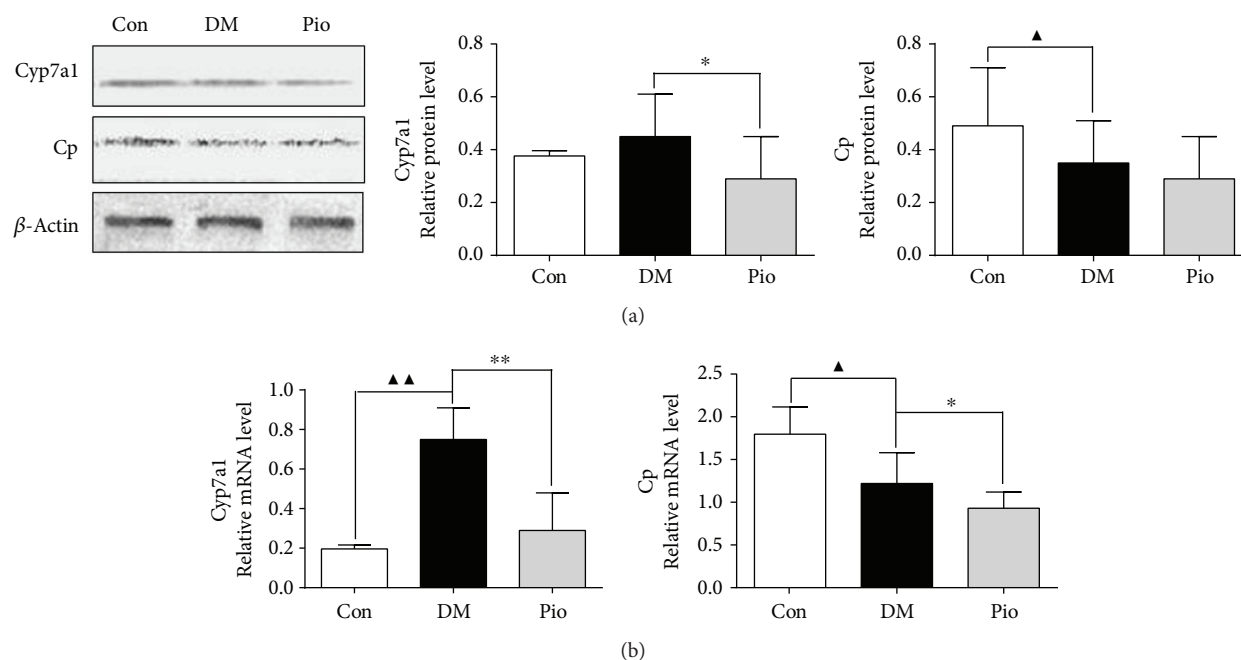 Con DM Pio
Cyp7a1
Cp
β-Actin
Cyp7a1
Relative protein level
0.8
0.6
0.4
0.2
0.0
*
Con DM Pio
Cp
Relative protein level
0.8
0.6
0.4
0.2
0.0
▲
Con DM Pio
(a)
Cyp7a1
Relative mRNA level
1.0
0.8
0.6
0.4
0.2
0.0
▲▲
**
Con DM Pio
Cp
Relative mRNA level
2.5
2.0
1.5
1.0
0.5
0.0
▲
*
Con DM Pio
(b)